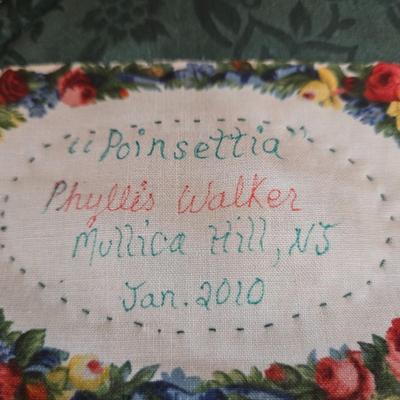 "Poinsettia"
Phyllis Walker
Mullica Hill, NJ
Jan. 2010